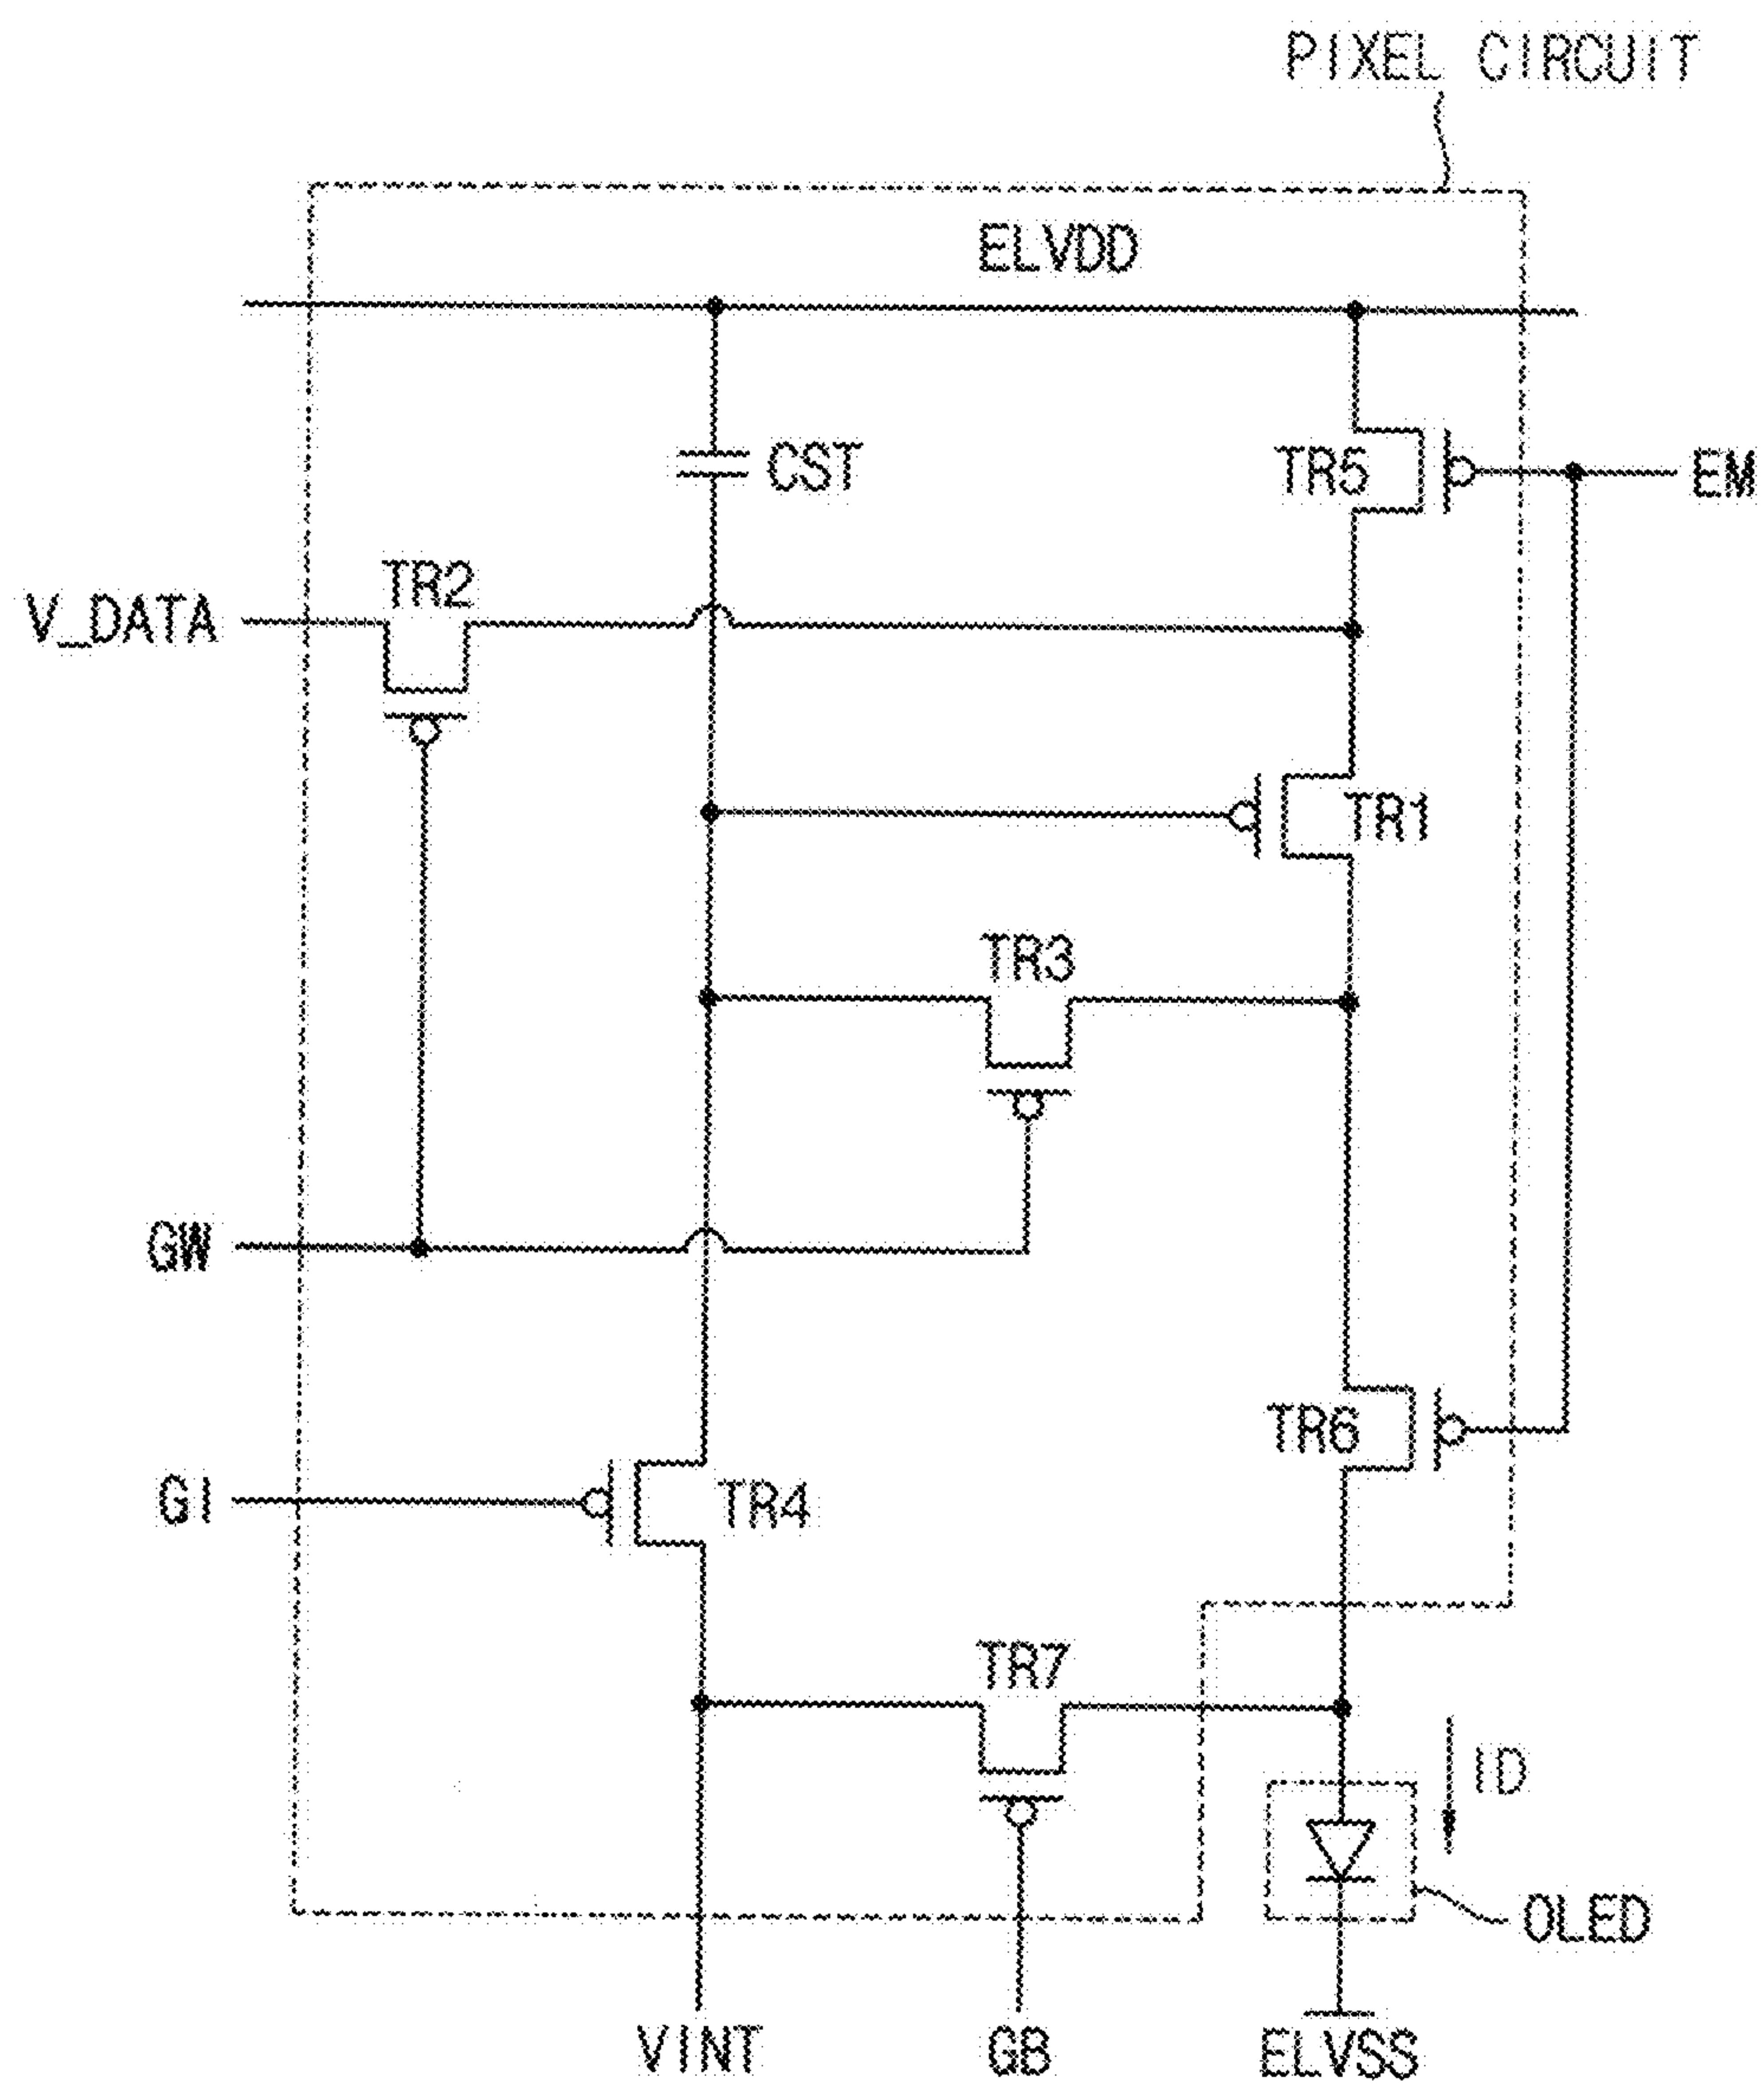 PIXEL CIRCUIT
ELVDD
CST
TR5
EM
TR2
V_DATA
TR1
TR3
GW
TR6
GI
TR4
TR7
ID
OLED
VINT
GB
ELVSS